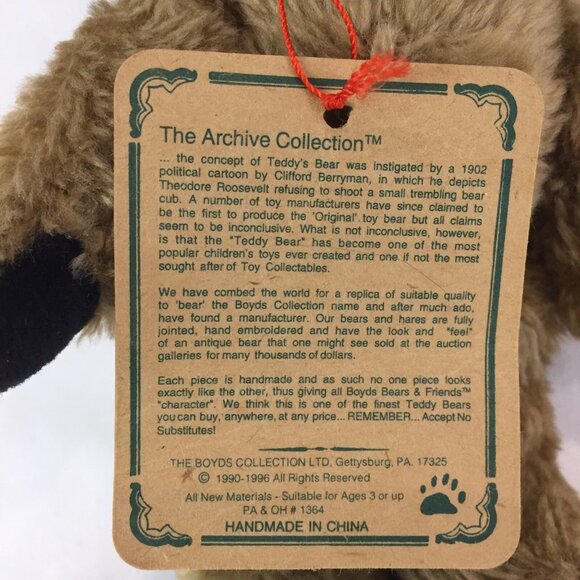 The Archive Collection™
... the concept of Teddy's Bear was instigated by a 1902
political cartoon by Clifford Berryman, in which he depicts
Theodore Roosevelt refusing to shoot a small trembling bear
cub. A number of toy manufacturers have since claimed to
be the first to produce the 'Original' toy bear but all claims
seem to be inconclusive. What is not inconclusive, however,
is that the "Teddy Bear" has become one of the most
popular children's toys ever created and one if not the most
sought after of Toy Collectables.
We have combed the world for a replica of suitable quality
to 'bear' the Boyds Collection name and after much ado,
have found a manufacturer. Our bears and hares are fully
jointed, hand embroidered and have the look and "feel"
of an antique bear that one might see sold at the auction
galleries for many thousands of dollars.
Each piece is handmade and as such no one piece looks
exactly like the other, thus giving all Boyds Bears & Friends™
"character". We think this is one of the finest Teddy Bears
you can buy, anywhere, at any price... REMEMBER... Accept No
Substitutes!
THE BOYDS COLLECTION LTD, Gettysburg, PA. 17325
© 1990-1996 All Rights Reserved
All New Materials - Suitable for Ages 3 or up
PA & OH # 1364
HANDMADE IN CHINA